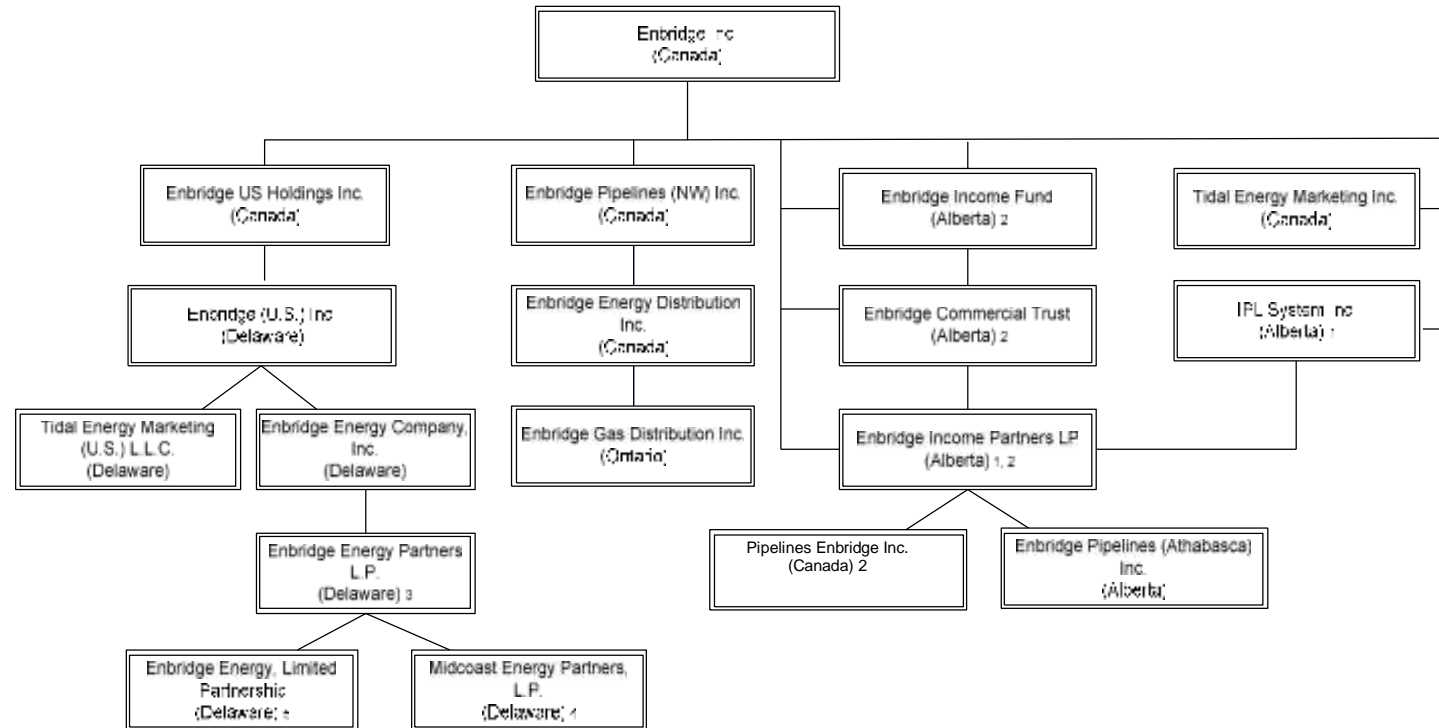 Enbridge Inc
(Canada)
Enbridge US Holdings Inc.
(Canada)
Enbridge Pipelines (NW) Inc.
(Canada)
Enbridge Income Fund
(Alberta) 2
Tidal Energy Marketing Inc.
(Canada)
Enbridge (U.S.) Inc
(Delaware)
Enbridge Energy Distribution
Inc.
(Canada)
Enbridge Commercial Trust
(Alberta) 2
IPL System Inc
(Alberta) 1
Tidal Energy Marketing
(U.S.) L.L.C.
(Delaware)
Enbridge Energy Company,
Inc.
(Delaware)
Enbridge Gas Distribution Inc.
(Ontario)
Enbridge Income Partners LP
(Alberta) 1, 2
Enbridge Energy Partners
L.P.
(Delaware) 3
Pipelines Enbridge Inc.
(Canada) 2
Enbridge Pipelines (Athabasca)
Inc.
(Alberta)
Enbridge Energy, Limited
Partnership
(Delaware)
Midcoast Energy Partners,
L.P.
(Delaware) 4